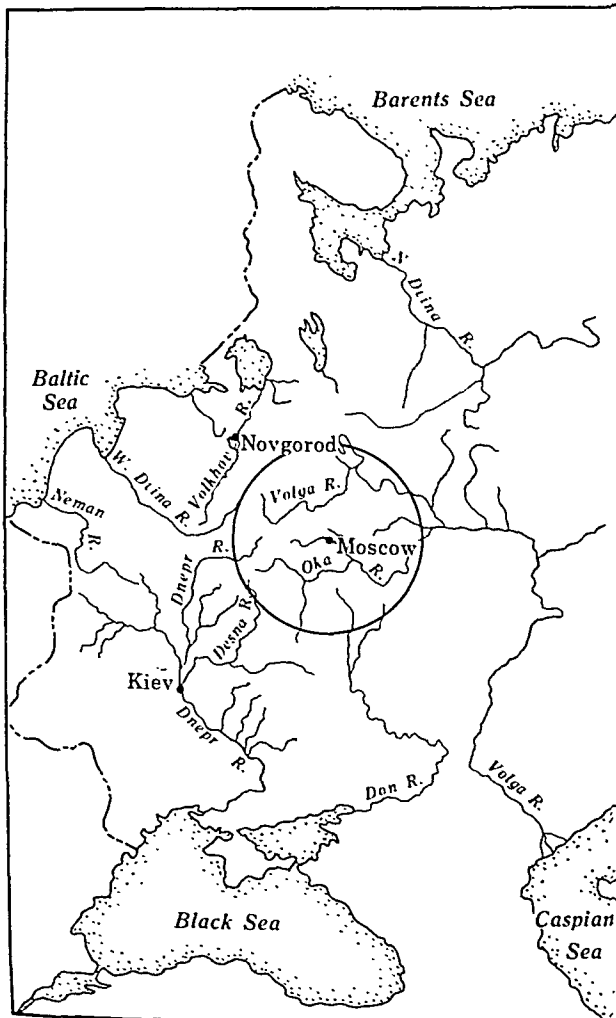 Barents Sea
N. Dvina R.
Baltic
Sea
Novgorod
Volkhov R.
W. Dvina R.
Neman
R.
Volga R.
Moscow
Oka R.
Dnepr R.
Desna R.
Kiev
Dnepr R.
Don R.
Volga R.
Black Sea
Caspian
Sea